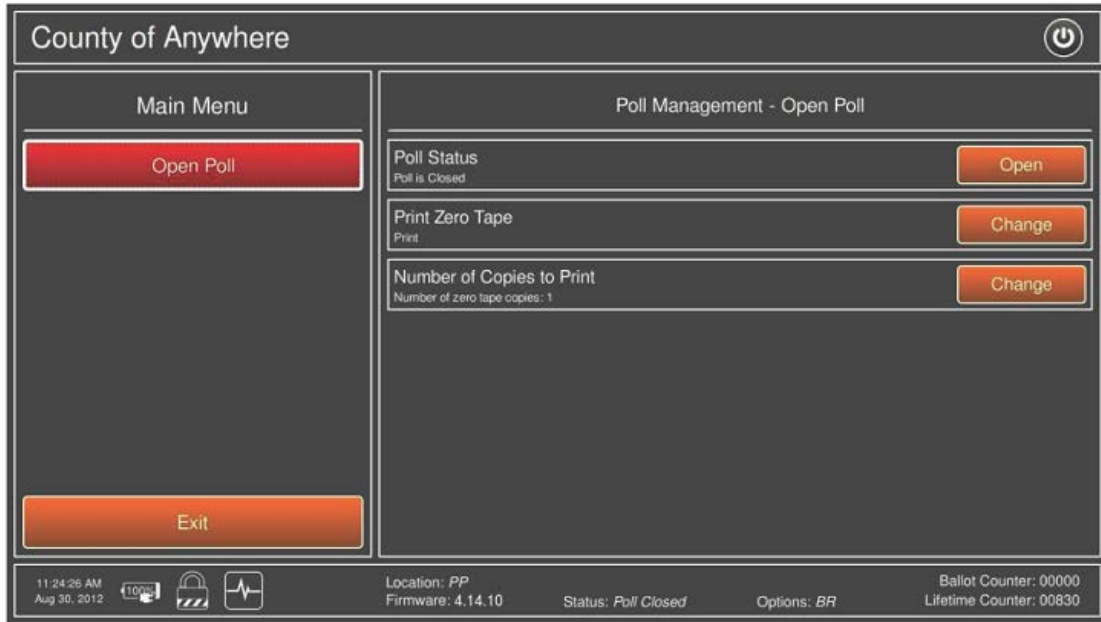 County of Anywhere
Main Menu
Open Poll
Exit
Poll Management - Open Poll
Poll Status
Poll is Closed
Open
Print Zero Tape
Print
Change
Number of Copies to Print
Number of zero tape copies: 1
Change
11:24:26 AM
Aug 30, 2012
100%
Location: PP
Firmware: 4.14.10
Status: Poll Closed
Options: BR
Ballot Counter: 00000
Lifetime Counter: 00830